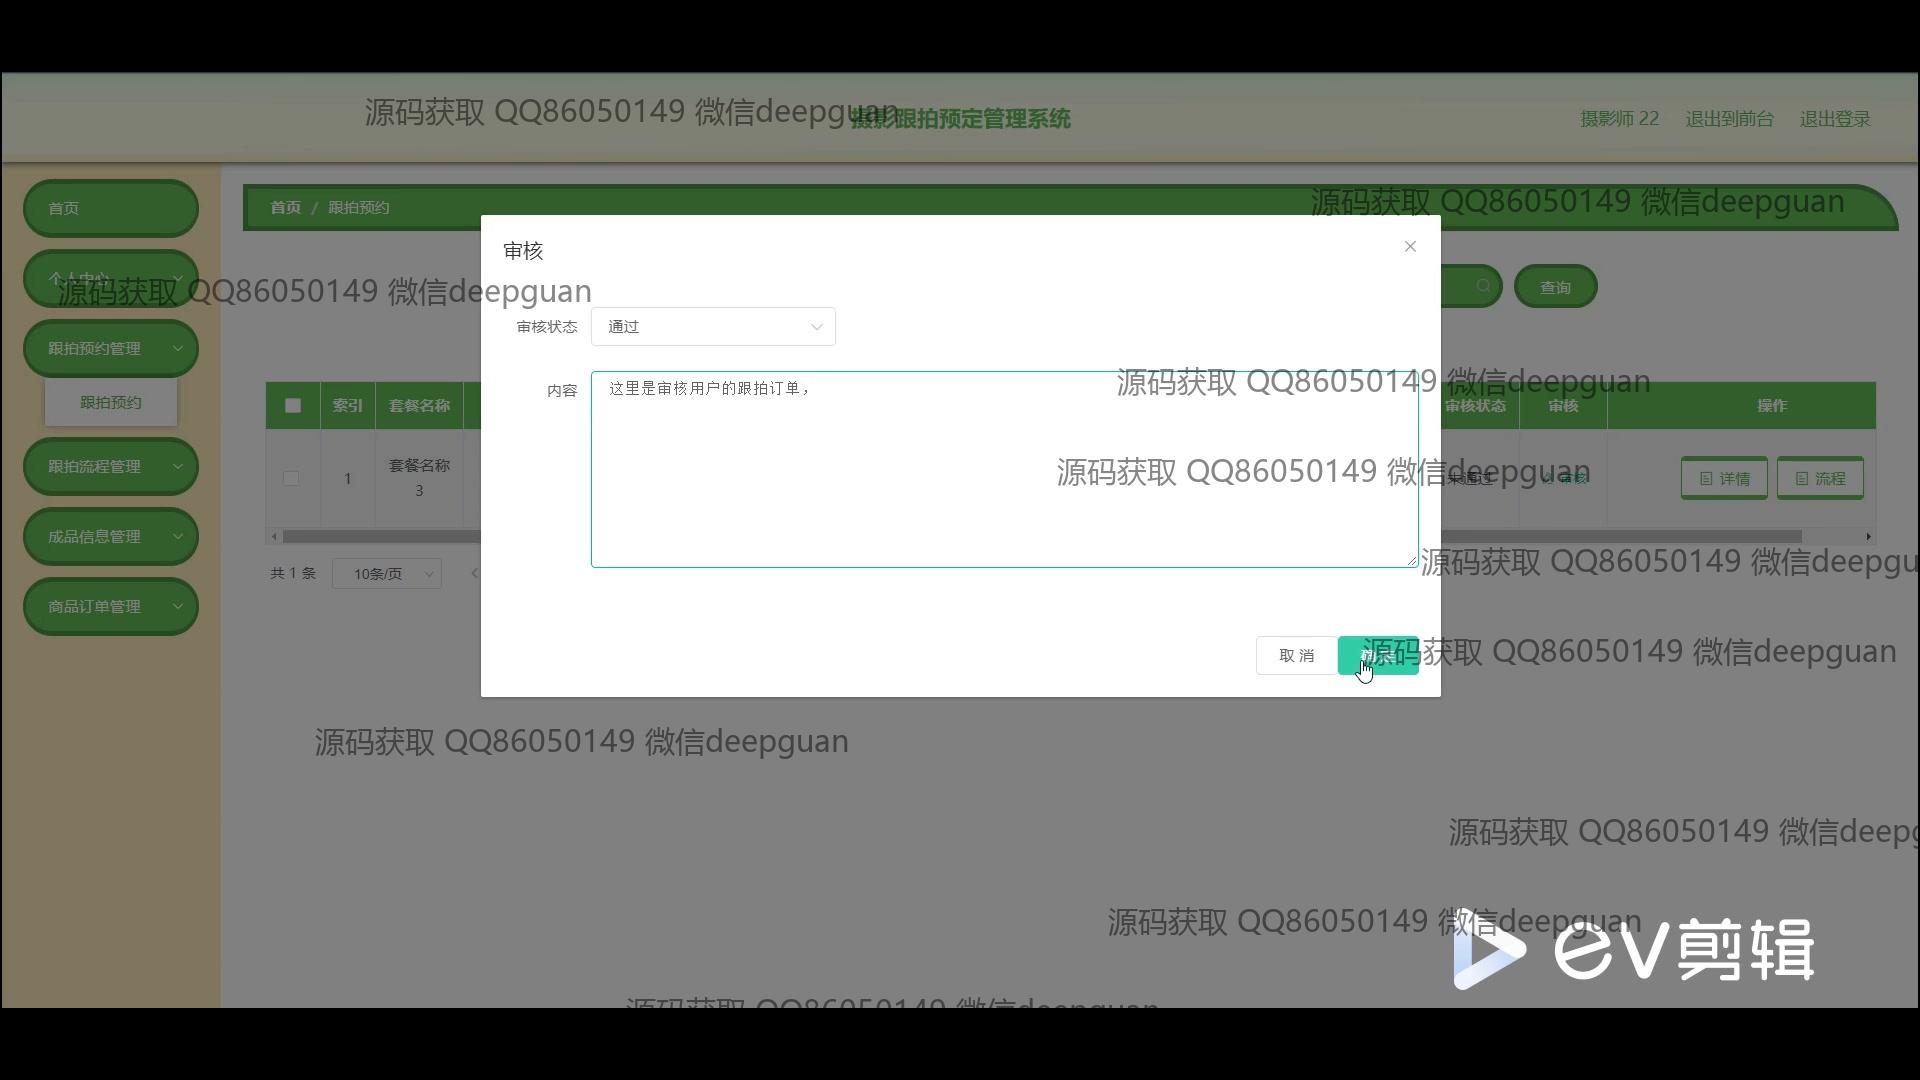 源码获取 QQ86050149 微信deepguan
摄影跟拍预定管理系统
摄影师 22
退出到前台
退出登录
首页
首页 / 跟拍预约
源码获取 QQ86050149 微信deepguan
审核
个人中心
源码获取 QQ86050149 微信deepguan
查询
审核状态
通过
跟拍预约管理
内容
这里是审核用户的跟拍订单，
源码获取 QQ86050149 微信deepguan
跟拍预约
索引
套餐名称
审核状态
审核
操作
跟拍流程管理
1
套餐名称
3
源码获取 QQ86050149 微信deepguan
未通过
审核
详情
流程
成品信息管理
共 1 条
10条/页
源码获取 QQ86050149 微信deepgu
商品订单管理
取 消
源码获取 QQ86050149 微信deepguan
源码获取 QQ86050149 微信deepguan
源码获取 QQ86050149 微信deepg
源码获取 QQ86050149 微信deepguan
ev剪辑
源码获取 QQ86050149 微信deepguan